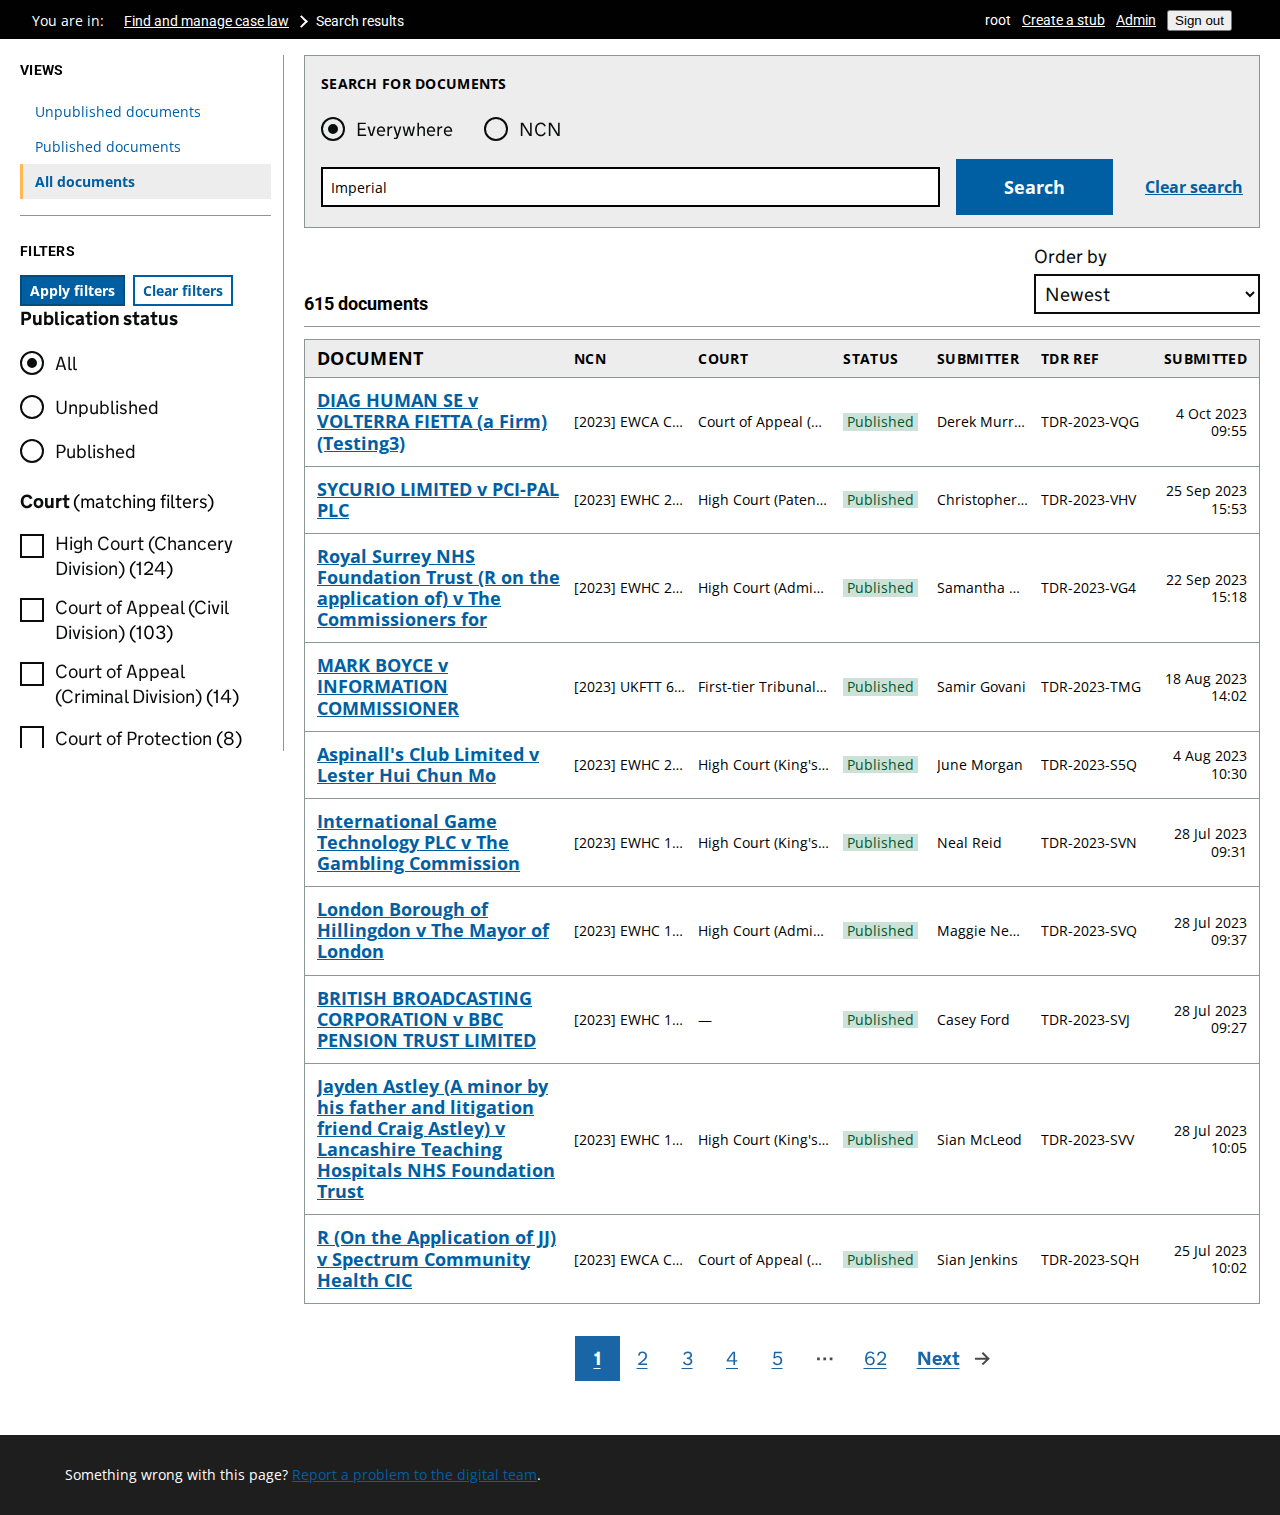 You are in: Find and manage case law Search results root Create a stub Admin Sign out
VIEWS
Unpublished documents
Published documents
All documents
FILTERS
Apply filters Clear filters
Publication status
All
Unpublished
Published
Court (matching filters)
High Court (Chancery
Division) (124)
Court of Appeal (Civil
Division) (103)
Court of Appeal
(Criminal Division) (14)
Court of Protection (8)
SEARCH FOR DOCUMENTS
Everywhere NCN
Imperial Search Clear search
Order by
615 documents Newest
DOCUMENT NCN COURT STATUS SUBMITTER TDR REF SUBMITTED
DIAG HUMAN SE v
VOLTERRA FIETTA (a Firm)
(Testing3)
[2023] EWCA C... Court of Appeal (... Published Derek Murr... TDR-2023-VQG 4 Oct 2023
09:55
SYCURIO LIMITED v PCI-PAL
PLC
[2023] EWHC 2... High Court (Paten... Published Christopher... TDR-2023-VHV 25 Sep 2023
15:53
Royal Surrey NHS
Foundation Trust (R on the
application of) v The
Commissioners for
[2023] EWHC 2... High Court (Admi... Published Samantha ... TDR-2023-VG4 22 Sep 2023
15:18
MARK BOYCE v
INFORMATION
COMMISSIONER
[2023] UKFTT 6... First-tier Tribunal... Published Samir Govani TDR-2023-TMG 18 Aug 2023
14:02
Aspinall's Club Limited v
Lester Hui Chun Mo
[2023] EWHC 2... High Court (King's... Published June Morgan TDR-2023-S5Q 4 Aug 2023
10:30
International Game
Technology PLC v The
Gambling Commission
[2023] EWHC 1... High Court (King's... Published Neal Reid TDR-2023-SVN 28 Jul 2023
09:31
London Borough of
Hillingdon v The Mayor of
London
[2023] EWHC 1... High Court (Admi... Published Maggie Ne... TDR-2023-SVQ 28 Jul 2023
09:37
BRITISH BROADCASTING
CORPORATION v BBC
PENSION TRUST LIMITED
[2023] EWHC 1... — Published Casey Ford TDR-2023-SVJ 28 Jul 2023
09:27
Jayden Astley (A minor by
his father and litigation
friend Craig Astley) v
Lancashire Teaching
Hospitals NHS Foundation
Trust
[2023] EWHC 1... High Court (King's... Published Sian McLeod TDR-2023-SVV 28 Jul 2023
10:05
R (On the Application of JJ)
v Spectrum Community
Health CIC
[2023] EWCA C... Court of Appeal (... Published Sian Jenkins TDR-2023-SQH 25 Jul 2023
10:02
1 2 3 4 5 ⋯ 62 Next →
Something wrong with this page? Report a problem to the digital team.